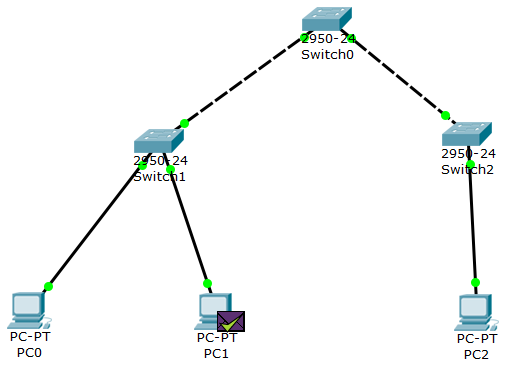 2950-24
Switch0
2950-24
Switch1
2950-24
Switch2
PC-PT
PC0
PC-PT
PC1
PC-PT
PC2